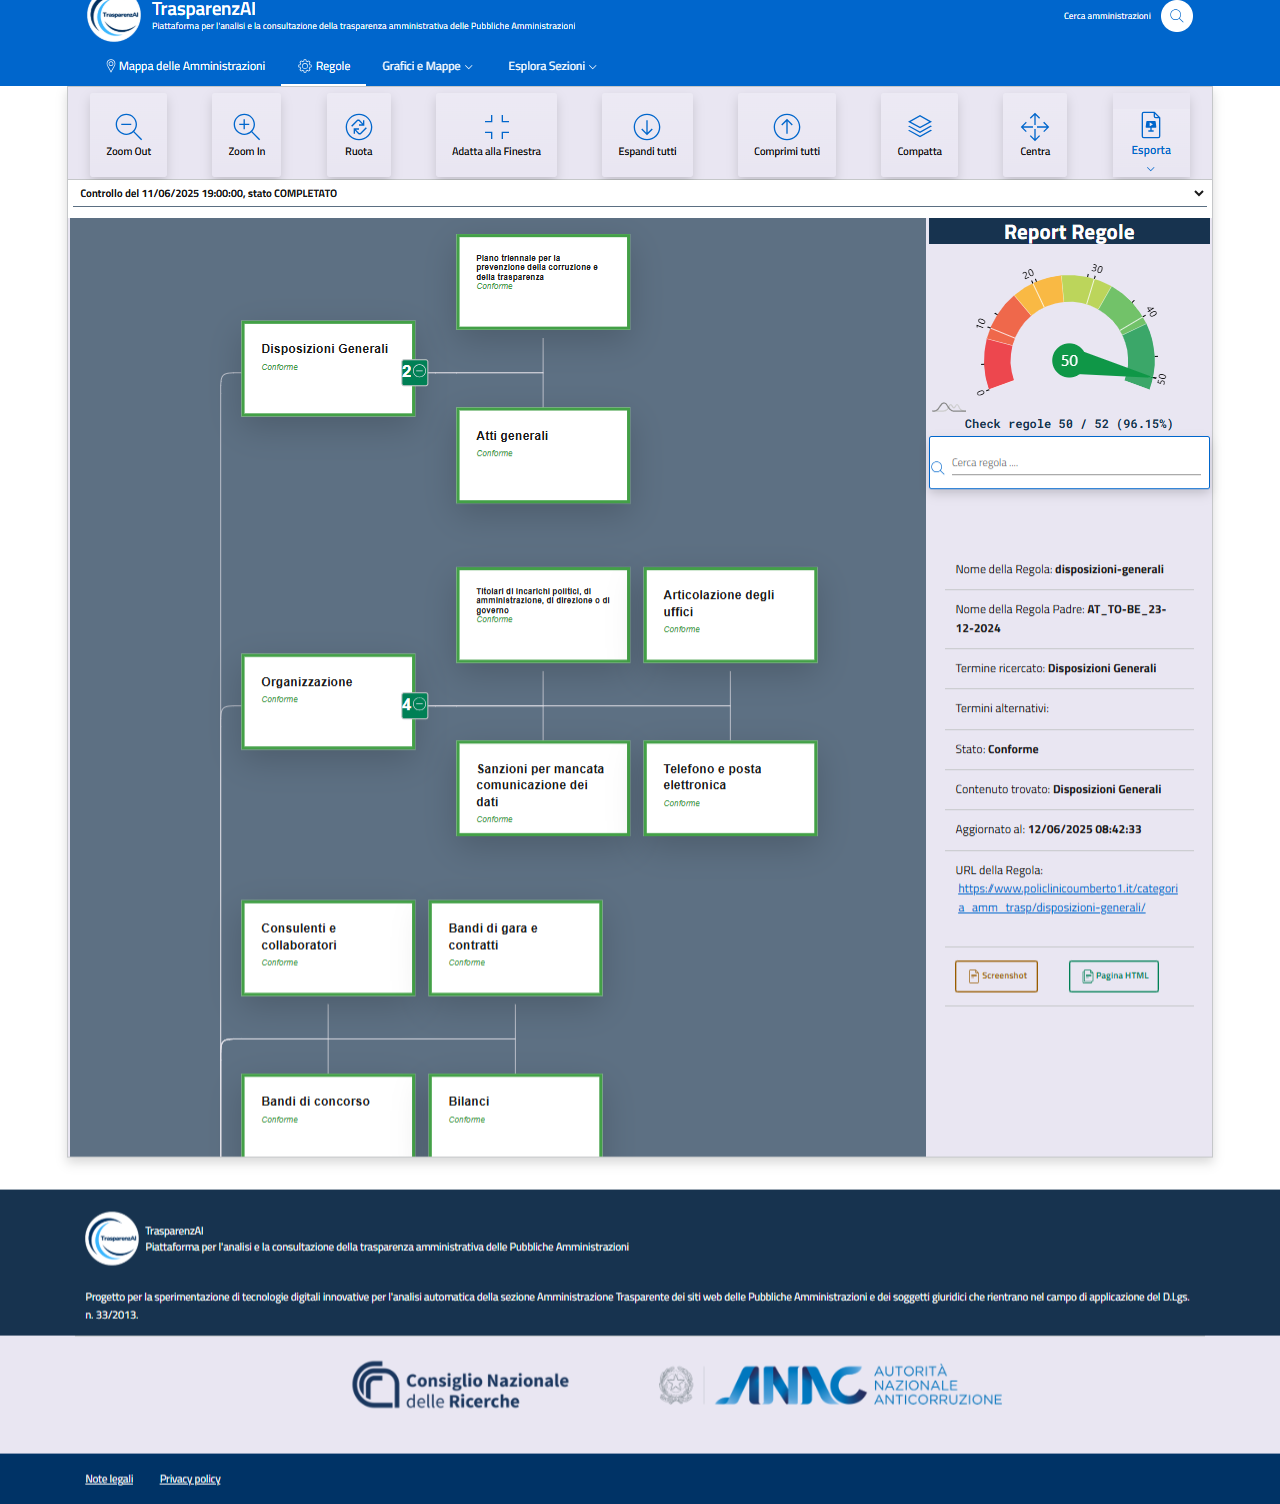 TrasparenzAI
Piattaforma per l'analisi e la consultazione della trasparenza amministrativa delle Pubbliche Amministrazioni
Cerca amministrazioni
Mappa delle Amministrazioni
Regole
Grafici e Mappe
Esplora Sezioni
Zoom Out
Zoom In
Ruota
Adatta alla Finestra
Espandi tutti
Comprimi tutti
Compatta
Centra
Esporta
Controllo del 11/06/2025 19:00:00, stato COMPLETATO
Piano triennale per la
prevenzione della corruzione e
della trasparenza
Conforme
Disposizioni Generali
Conforme
2
Atti generali
Conforme
Titolari di incarichi politici, di
amministrazione, di direzione o di
governo
Conforme
Articolazione degli
uffici
Conforme
Organizzazione
Conforme
4
Sanzioni per mancata
comunicazione dei
dati
Conforme
Telefono e posta
elettronica
Conforme
Consulenti e
collaboratori
Conforme
Bandi di gara e
contratti
Conforme
Bandi di concorso
Conforme
Bilanci
Conforme
Report Regole
0
10
20
30
40
50
50
Check regole 50 / 52 (96.15%)
Cerca regola ....
Nome della Regola: disposizioni-generali
Nome della Regola Padre: AT_TO-BE_23-
12-2024
Termine ricercato: Disposizioni Generali
Termini alternativi:
Stato: Conforme
Contenuto trovato: Disposizioni Generali
Aggiornato al: 12/06/2025 08:42:33
URL della Regola:
https://www.policlinicoumberto1.it/categori
a_amm_trasp/disposizioni-generali/
Screenshot
Pagina HTML
TrasparenzAI
TrasparenzAI
Piattaforma per l'analisi e la consultazione della trasparenza amministrativa delle Pubbliche Amministrazioni
Progetto per la sperimentazione di tecnologie digitali innovative per l'analisi automatica della sezione Amministrazione Trasparente dei siti web delle Pubbliche Amministrazioni e dei soggetti giuridici che rientrano nel campo di applicazione del D.Lgs.
n. 33/2013.
Consiglio Nazionale
delle Ricerche
ANAC
AUTORITÀ
NAZIONALE
ANTICORRUZIONE
Note legali
Privacy policy